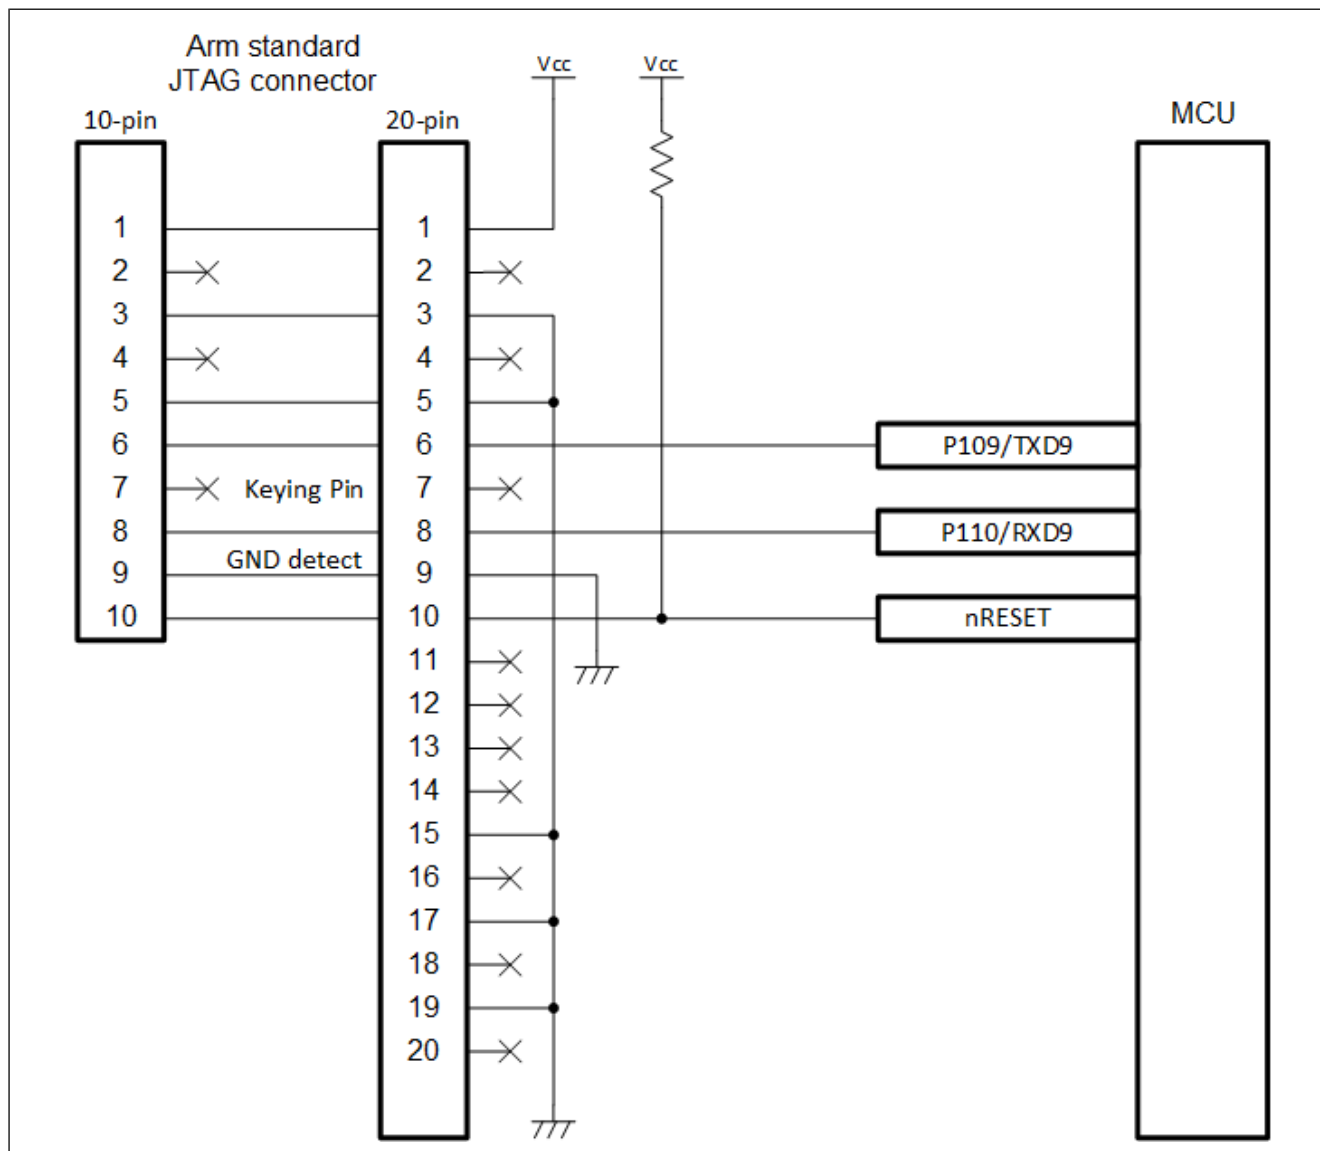 Arm standard
JTAG connector
Vcc
Vcc
10-pin
20-pin
MCU
1
1
2
2
3
3
4
4
5
5
6
6
P109/TXD9
7
Keying Pin
7
8
8
P110/RXD9
GND detect
9
9
10
10
nRESET
11
12
13
14
15
16
17
18
19
20